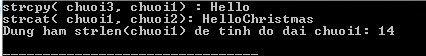 strcpy( chuoi3, chuoi1) : Hello
strcat( chuoi1, chuoi2): HelloChristmas
Dung ham strlen(chuoi1) de tinh do dai chuoi1: 14
--------------------------------